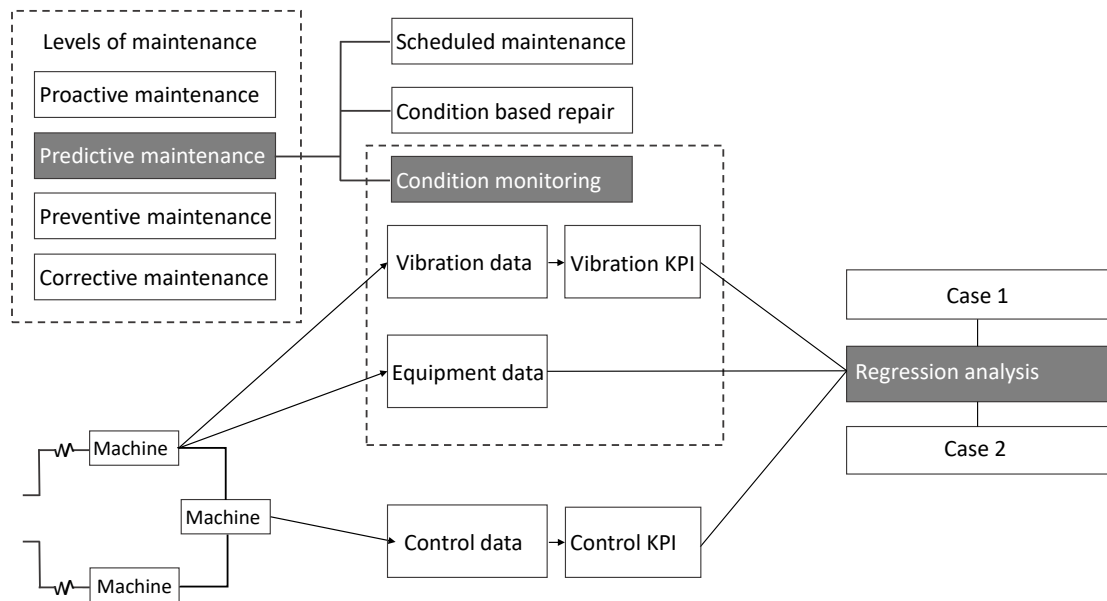 Levels of maintenance
Proactive maintenance
Predictive maintenance
Preventive maintenance
Corrective maintenance
Scheduled maintenance
Condition based repair
Condition monitoring
Vibration data
Vibration KPI
Equipment data
Control data
Control KPI
Machine
Machine
Machine
Case 1
Regression analysis
Case 2